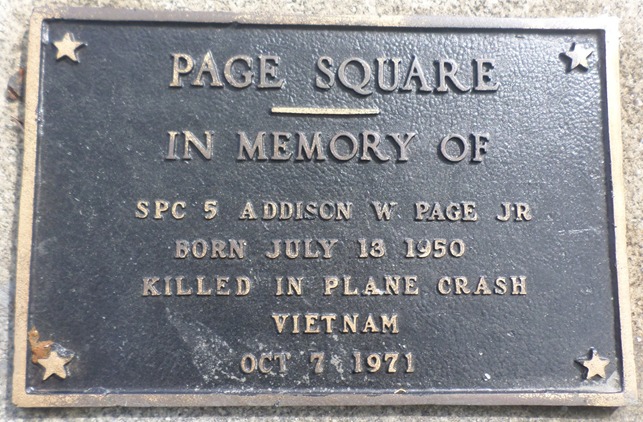 PAGE SQUARE
IN MEMORY OF
SPC 5 ADDISON W PAGE JR
BORN JULY 13 1950
KILLED IN PLANE CRASH
VIETNAM
OCT 7 1971